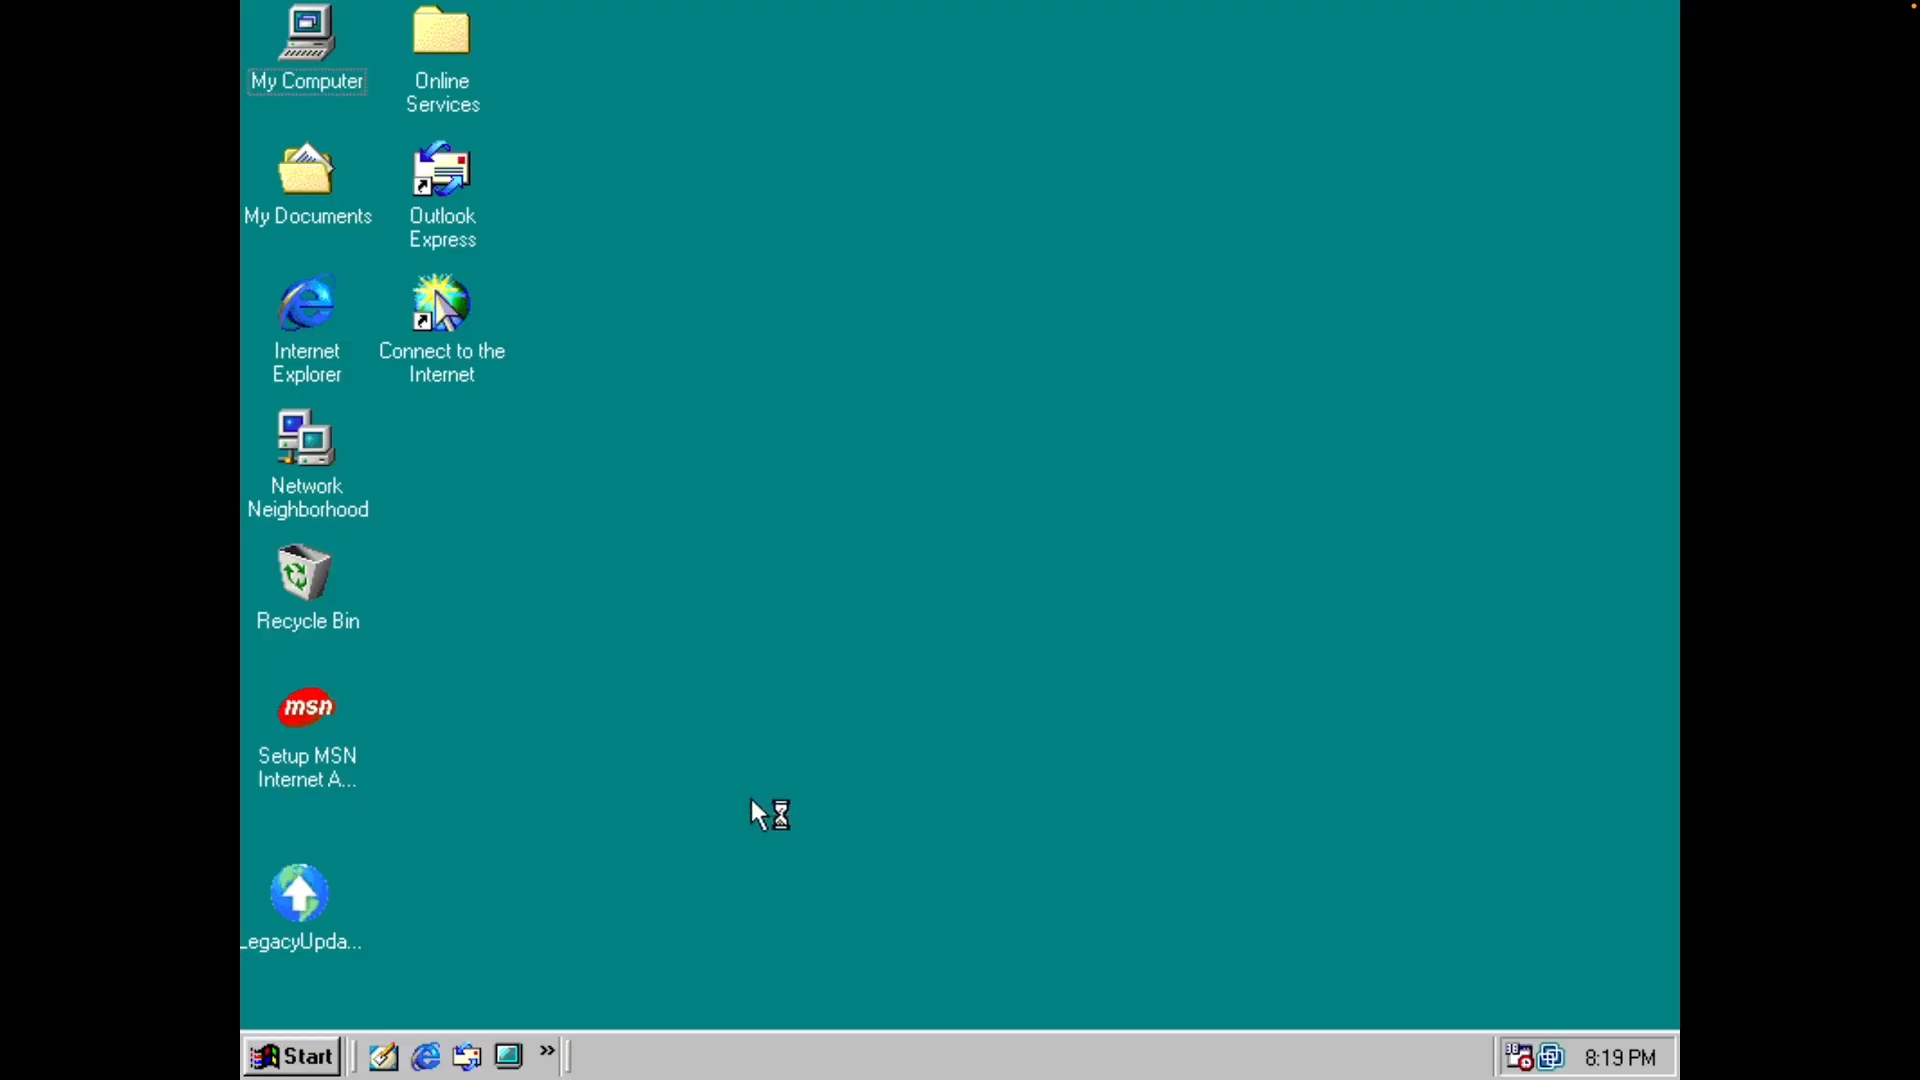 My Computer
Online
Services
My Documents
Outlook
Express
Internet
Explorer
Connect to the
Internet
Network
Neighborhood
Recycle Bin
msn
Setup MSN
Internet A...
LegacyUpda...
Start
»
8:19 PM